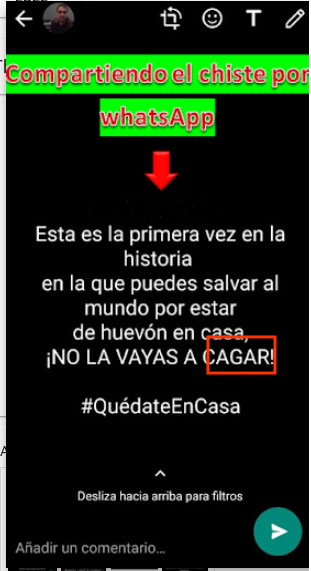 T
Compartiendo el chiste por
whatsApp
Esta es la primera vez en la
historia
en la que puedes salvar al
mundo por estar
de huevón en casa,
¡NO LA VAYAS A CAGAR!
#QuédateEnCasa
Desliza hacia arriba para filtros
Añadir un comentario...